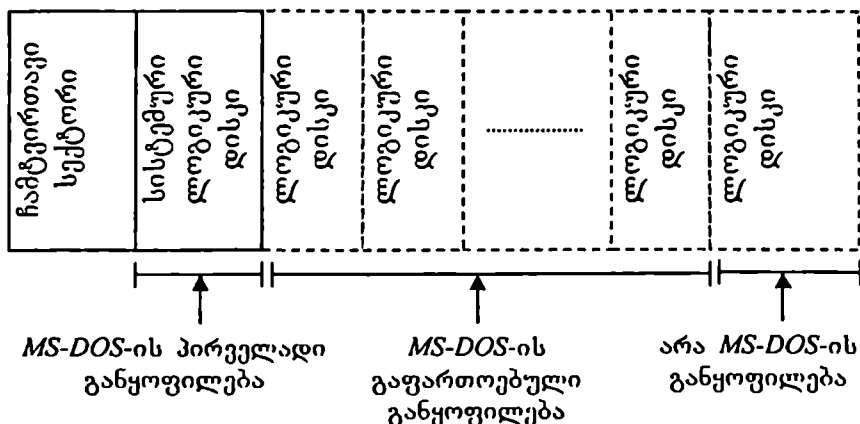 ჩამტვირთავი
სექტორი
სისტემური
ლოგიკური
დისკი
ლოგიკური
დისკი
ლოგიკური
დისკი
....................
ლოგიკური
დისკი
ლოგიკური
დისკი
MS-DOS-ის პირველადი
განყოფილება
MS-DOS-ის
გაფართოებული
განყოფილება
არა MS-DOS-ის
განყოფილება